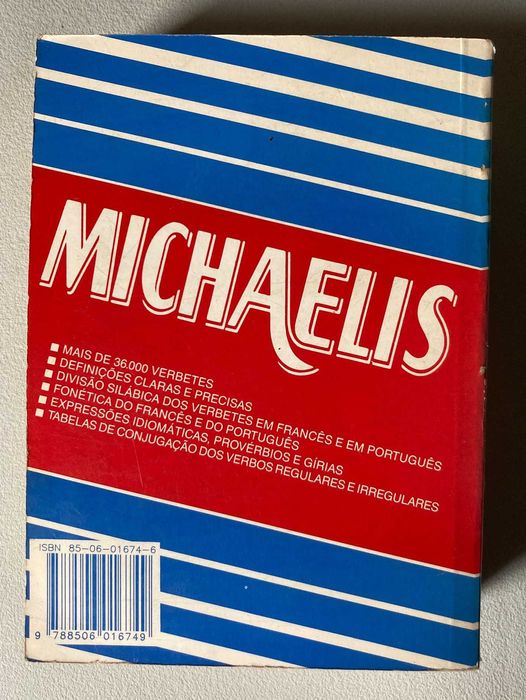 MICHAELIS
■ MAIS DE 36.000 VERBETES
■ DEFINIÇÕES CLARAS E PRECISAS
■ DIVISÃO SILÁBICA DOS VERBETES EM FRANCÊS E EM PORTUGUÊS
■ FONÉTICA DO FRANCÊS E DO PORTUGUÊS
■ EXPRESSÕES IDIOMÁTICAS, PROVÉRBIOS E GÍRIAS
■ TABELAS DE CONJUGAÇÃO DOS VERBOS REGULARES E IRREGULARES
ISBN 85-06-01674-6
9 788506 016749